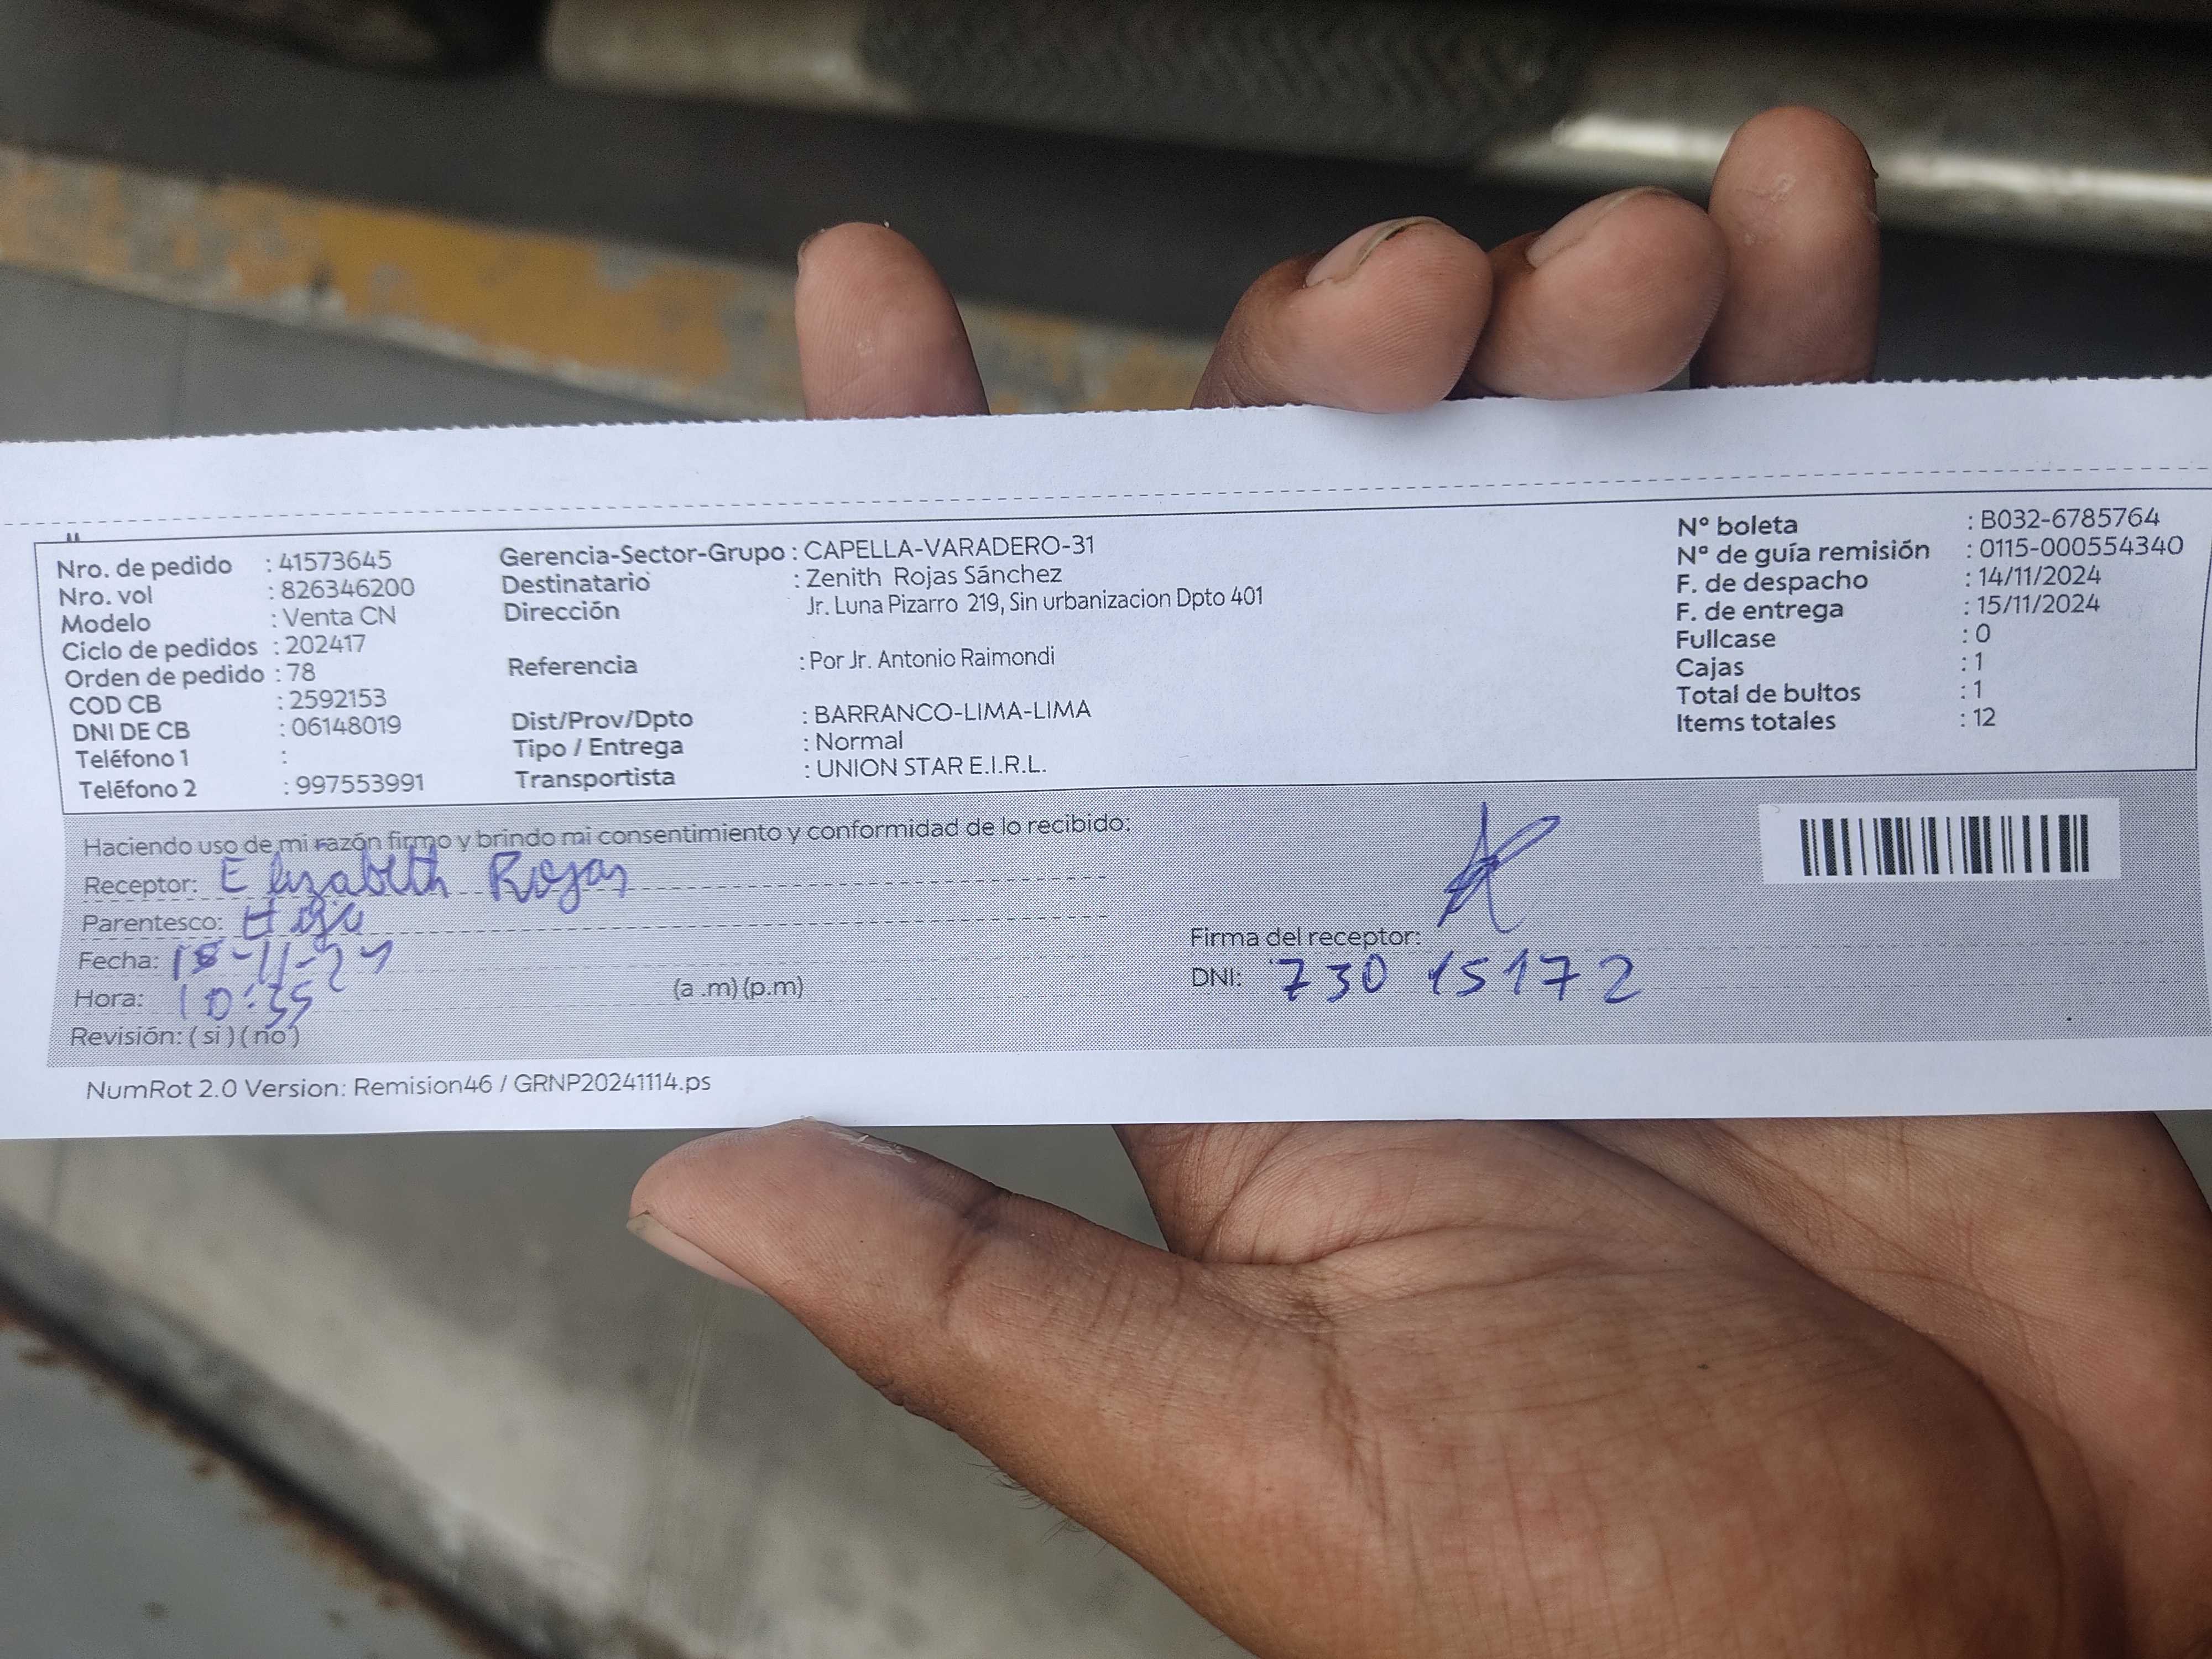 Nro. de pedido : 41573645
Nro. vol : 826346200
Modelo : Venta CN
Ciclo de pedidos : 202417
Orden de pedido : 78
COD CB : 2592153
DNI DE CB : 06148019
Teléfono 1 :
Teléfono 2 : 997553991
Gerencia-Sector-Grupo : CAPELLA-VARADERO-31
Destinatario : Zenith Rojas Sánchez
Dirección Jr. Luna Pizarro 219, Sin urbanizacion Dpto 401
Referencia : Por Jr. Antonio Raimondi
Dist/Prov/Dpto : BARRANCO-LIMA-LIMA
Tipo / Entrega : Normal
Transportista : UNION STAR E.I.R.L.
N° boleta : B032-6785764
N° de guía remisión : 0115-000554340
F. de despacho : 14/11/2024
F. de entrega : 15/11/2024
Fullcase : 0
Cajas : 1
Total de bultos : 1
Items totales : 12
Haciendo uso de mi razón firmo y brindo mi consentimiento y conformidad de lo recibido:
Receptor: Elizabeth Rojas
Parentesco: Hija
Fecha: 15-11-24
Hora: 10:35 (a .m) (p.m)
Revisión: ( si ) ( no )
Firma del receptor:
DNI: 730 15172
NumRot 2.0 Version: Remision46 / GRNP20241114.ps